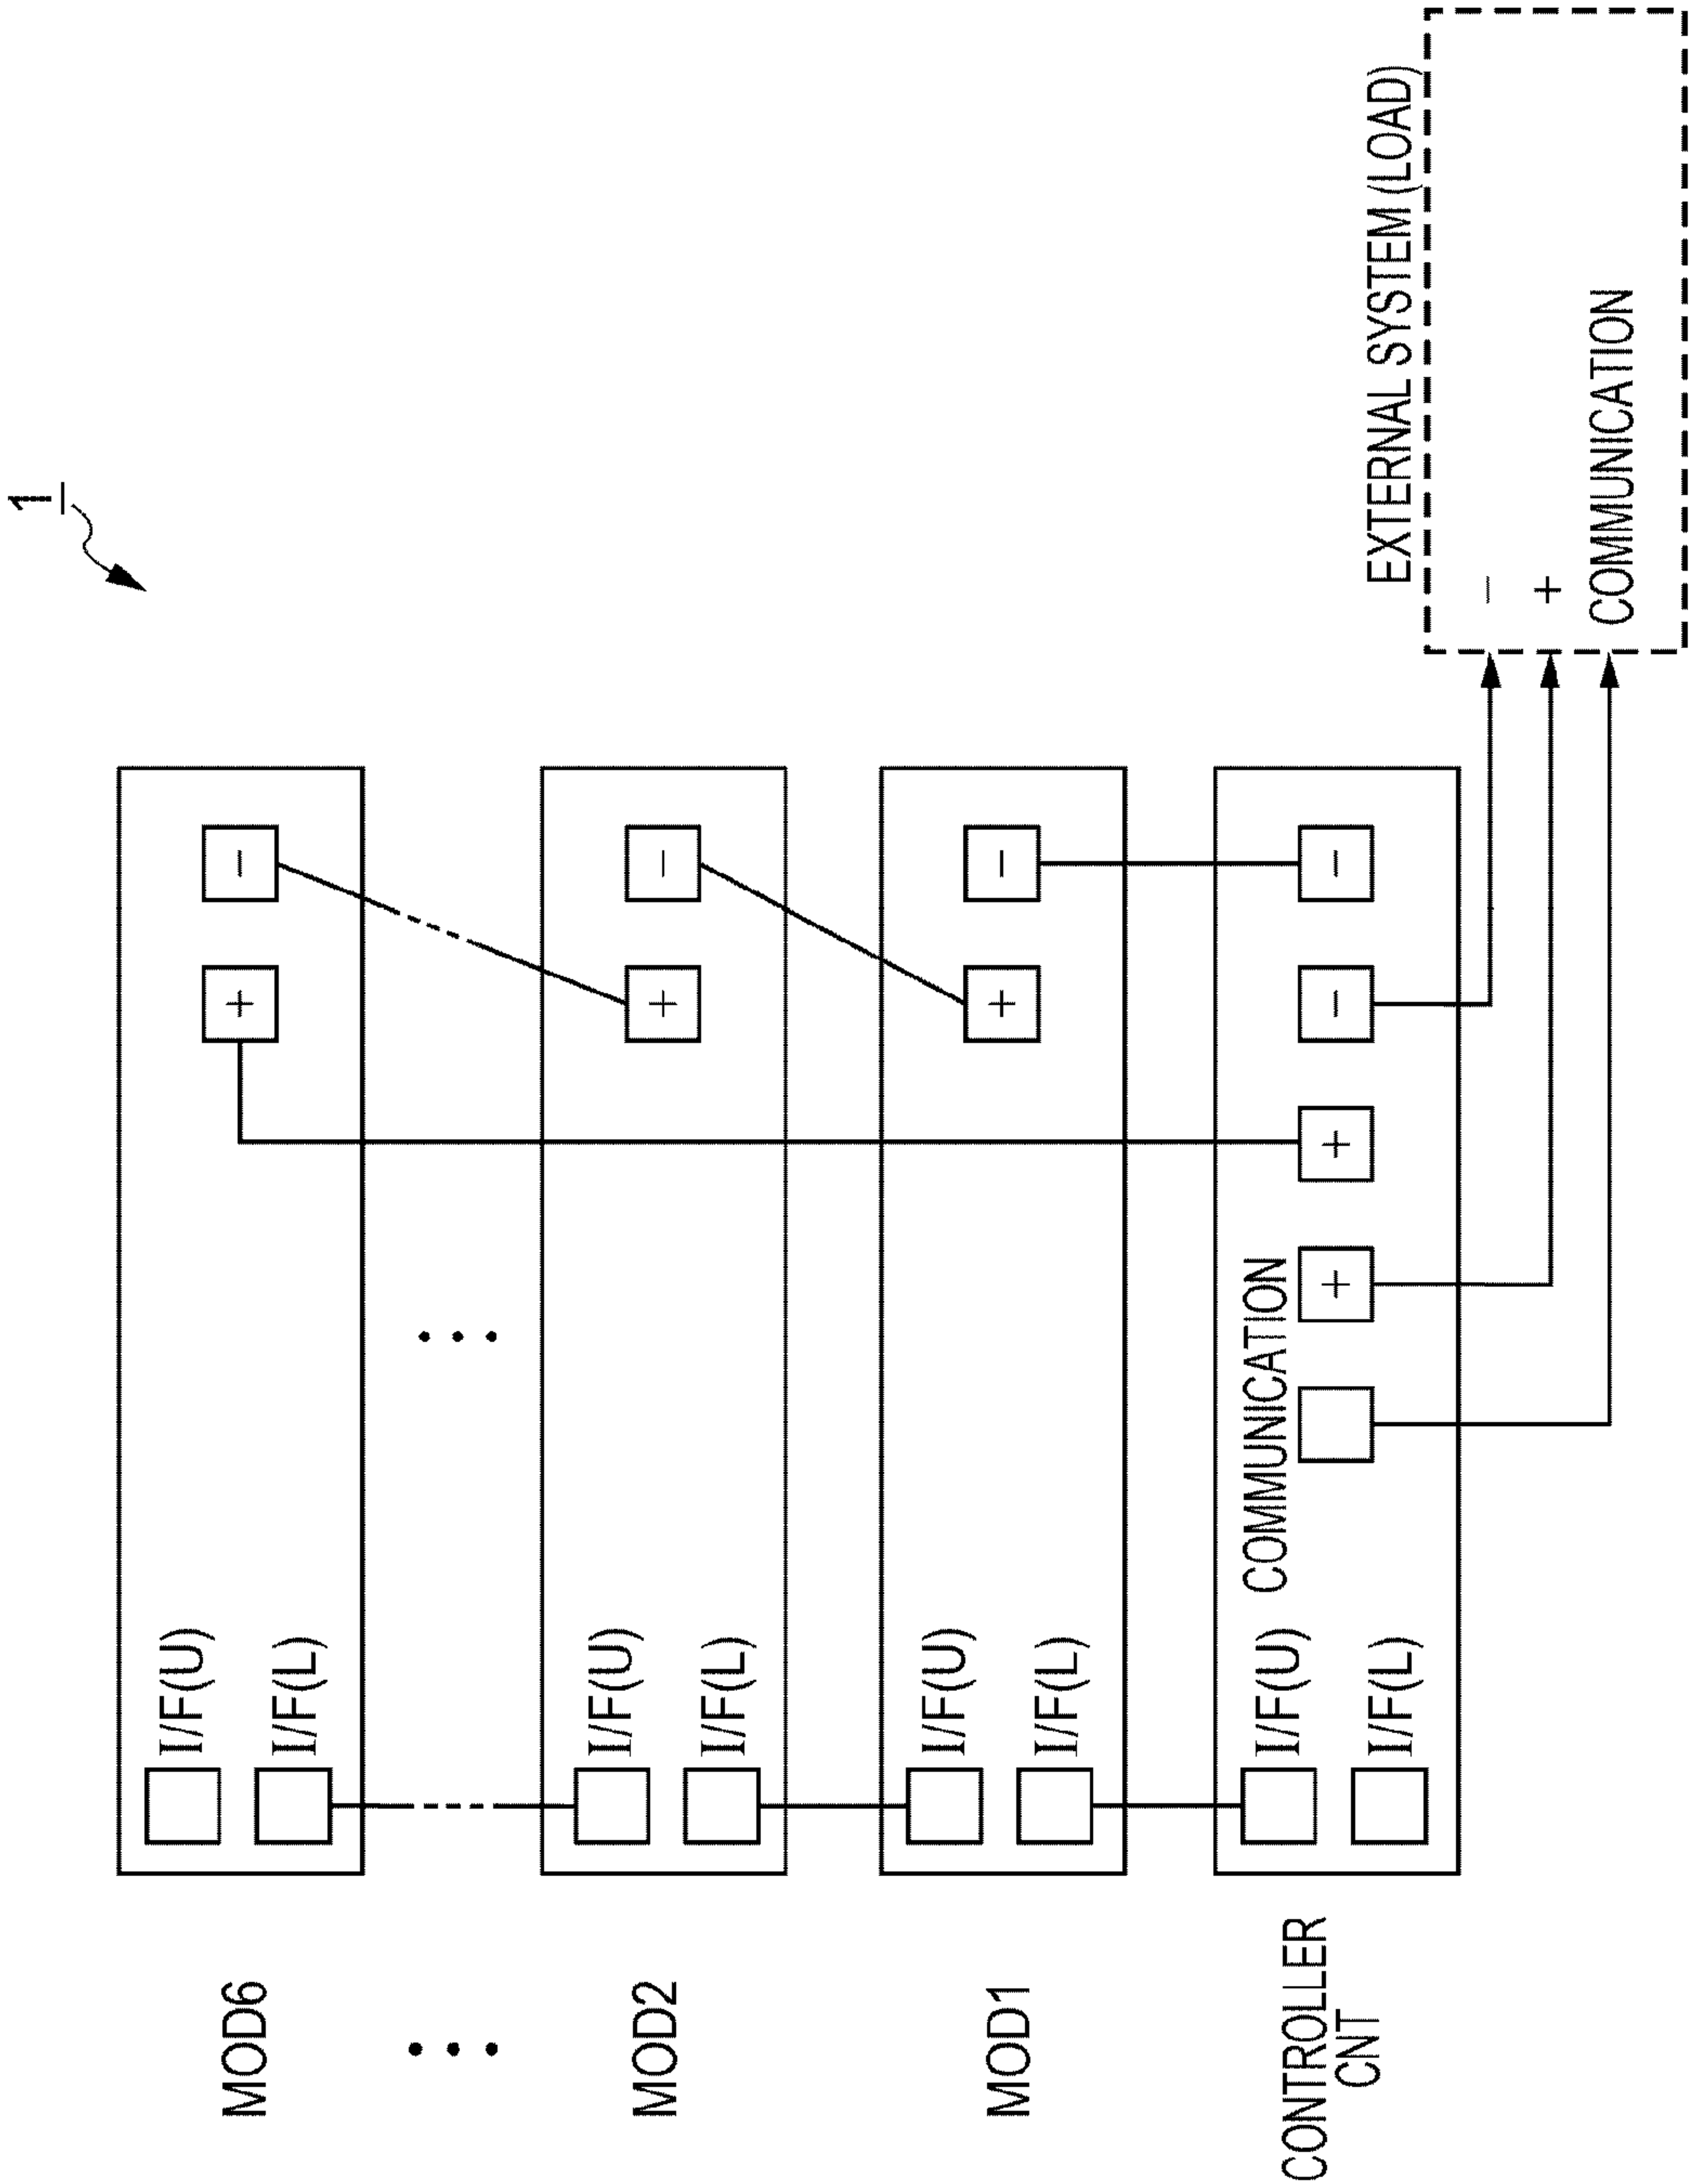 1
MOD6
I/F(U)
I/F(L)
+ -
...
...
MOD2
I/F(U)
I/F(L)
+ -
MOD1
I/F(U)
I/F(L)
+ -
CONTROLLER
CNT
I/F(U)
I/F(L)
COMMUNICATION
+ + - -
EXTERNAL SYSTEM (LOAD)
-
+
COMMUNICATION